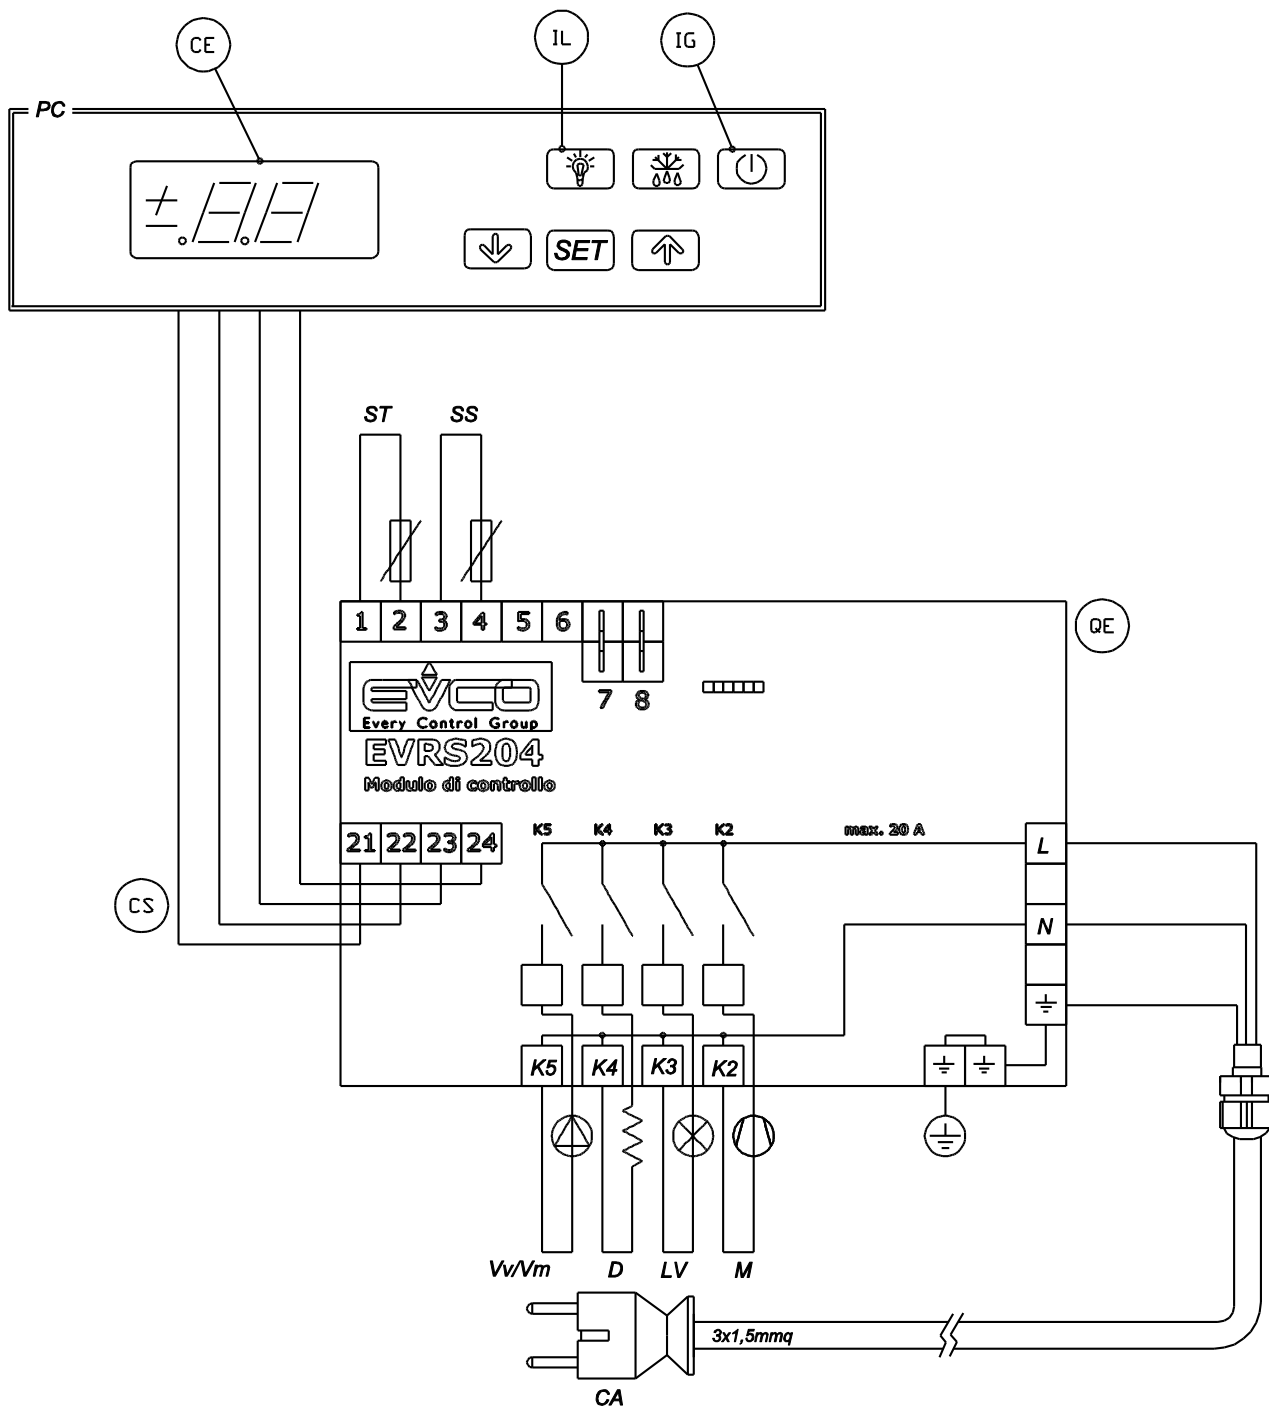 CE
IL
IG
PC
SET
ST
SS
1 2 3 4 5 6
QE
7 8
EVCO
Every Control Group
EVRS204
Modulo di controllo
K5 K4 K3 K2 max. 20 A
21 22 23 24
L
CS
N
K5 K4 K3 K2
Vv/Vm D LV M
3x1,5mmq
CA